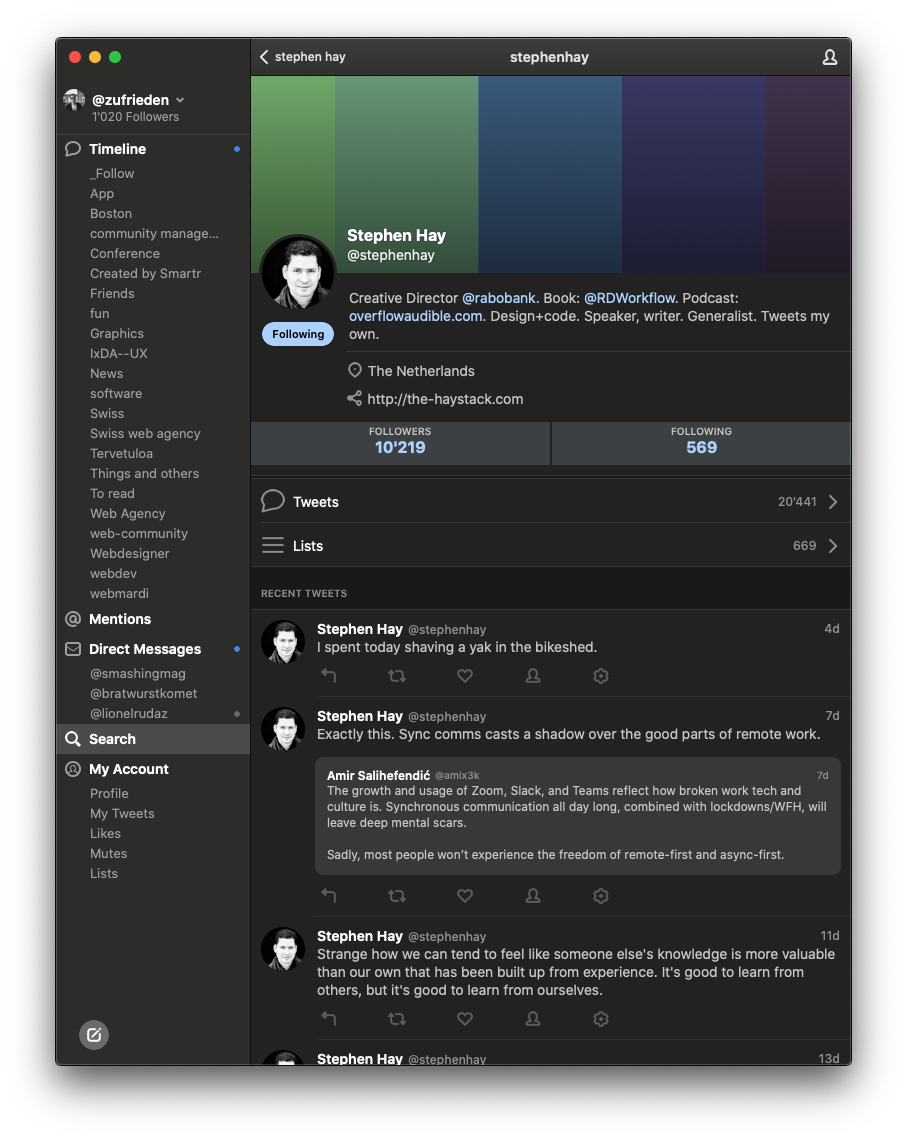 stephen hay
stephenhay
@zufrieden
1'020 Followers
Timeline
_Follow
App
Boston
community manage...
Conference
Created by Smartr
Friends
fun
Graphics
IxDA--UX
News
software
Swiss
Swiss web agency
Tervetuloa
Things and others
To read
Web Agency
web-community
Webdesigner
webdev
webmardi
Mentions
Direct Messages
@smashingmag
@bratwurstkomet
@lionelrudaz
Search
My Account
Profile
My Tweets
Likes
Mutes
Lists
Stephen Hay
@stephenhay
Following
Creative Director @rabobank. Book: @RDWorkflow. Podcast:
overflowaudible.com. Design+code. Speaker, writer. Generalist. Tweets my
own.
The Netherlands
http://the-haystack.com
FOLLOWERS
10'219
FOLLOWING
569
Tweets 20'441
Lists 669
RECENT TWEETS
Stephen Hay @stephenhay 4d
I spent today shaving a yak in the bikeshed.
Stephen Hay @stephenhay 7d
Exactly this. Sync comms casts a shadow over the good parts of remote work.
Amir Salihefendić @amix3k 7d
The growth and usage of Zoom, Slack, and Teams reflect how broken work tech and
culture is. Synchronous communication all day long, combined with lockdowns/WFH, will
leave deep mental scars.
Sadly, most people won't experience the freedom of remote-first and async-first.
Stephen Hay @stephenhay 11d
Strange how we can tend to feel like someone else's knowledge is more valuable
than our own that has been built up from experience. It's good to learn from
others, but it's good to learn from ourselves.
Stephen Hay @stephenhay 13d